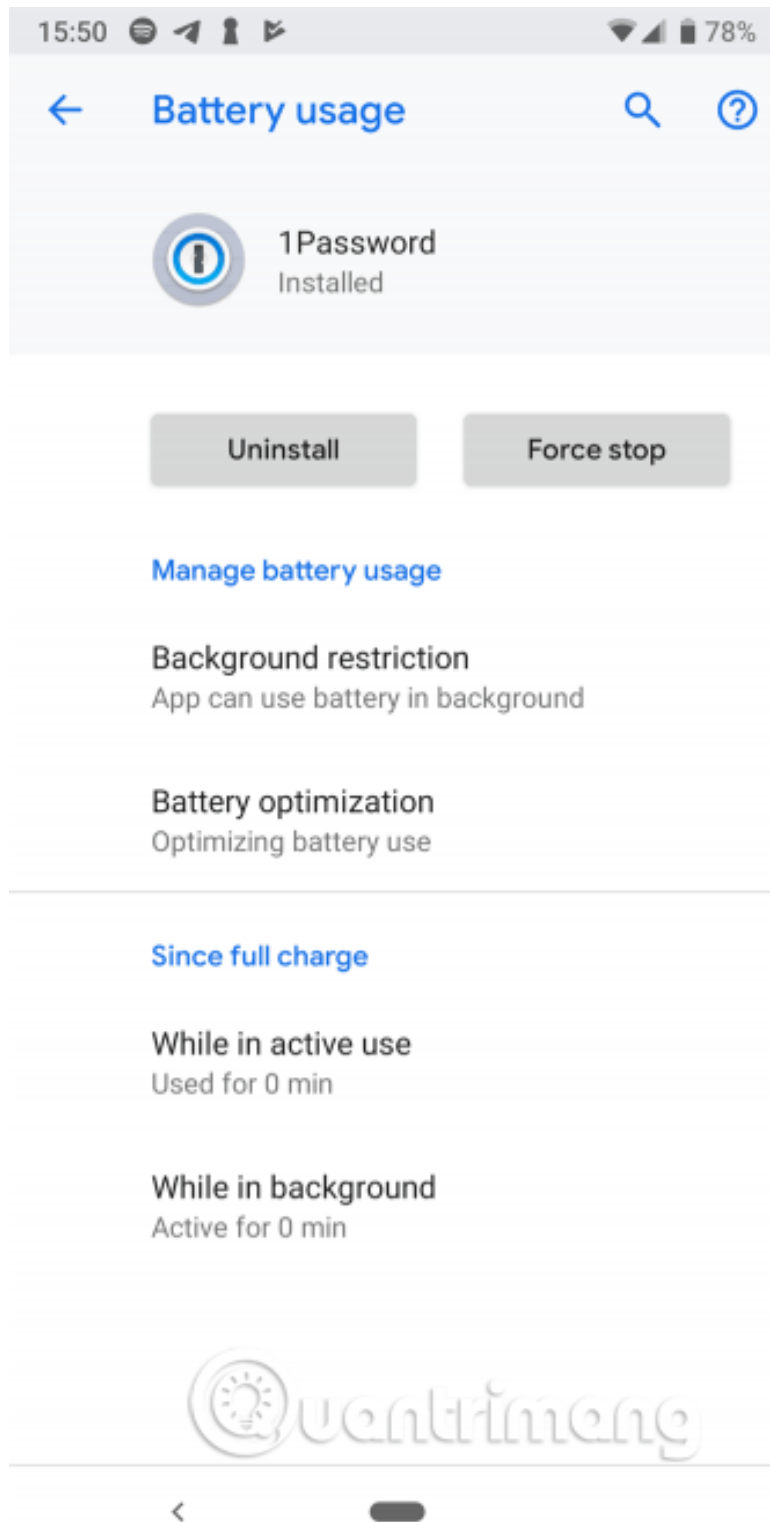 15:50 78%
Battery usage
1Password
Installed
Uninstall Force stop
Manage battery usage
Background restriction
App can use battery in background
Battery optimization
Optimizing battery use
Since full charge
While in active use
Used for 0 min
While in background
Active for 0 min
Quantrimang